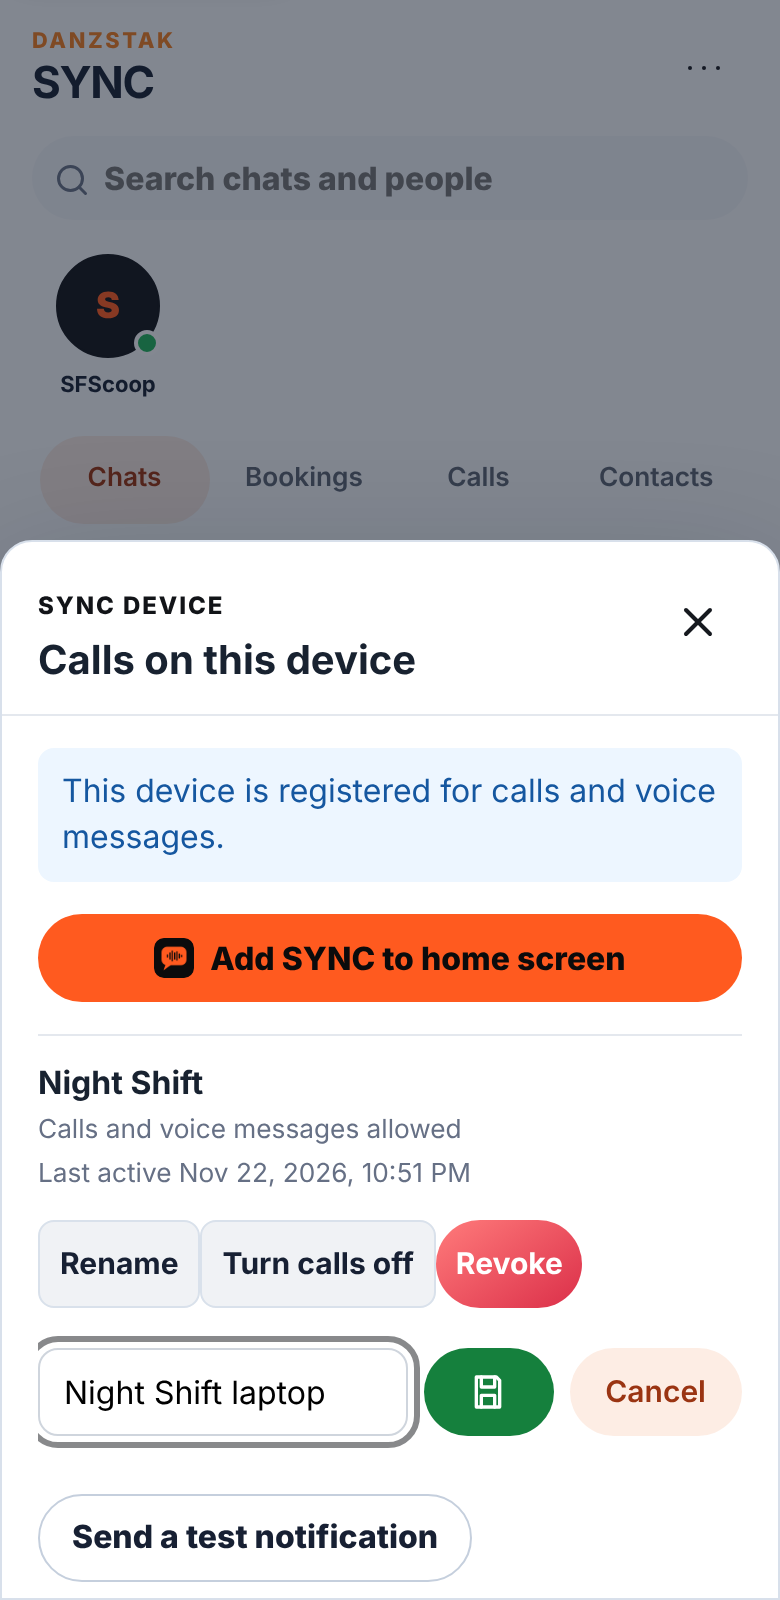 DANZSTAK
SYNC
Search chats and people
S
SFScoop
Chats Bookings Calls Contacts
SYNC DEVICE
Calls on this device
This device is registered for calls and voice
messages.
Add SYNC to home screen
Night Shift
Calls and voice messages allowed
Last active Nov 22, 2026, 10:51 PM
Rename Turn calls off Revoke
Night Shift laptop Cancel
Send a test notification